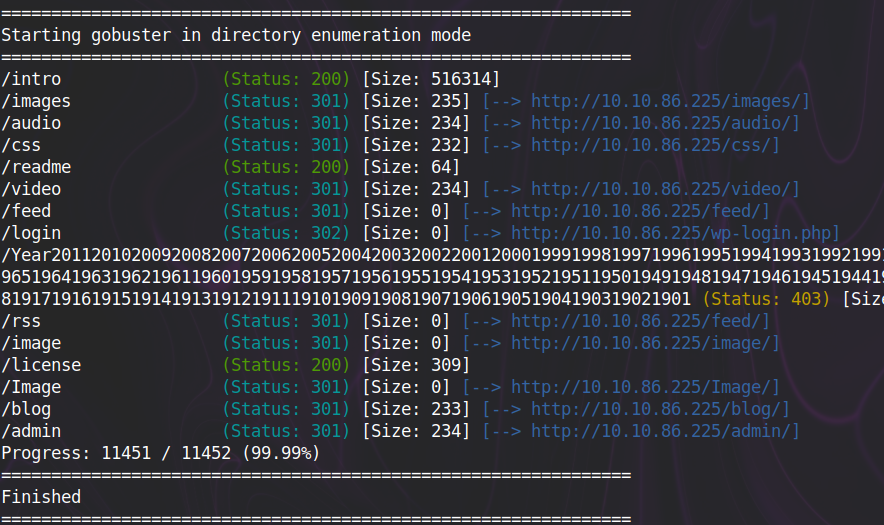 ===============================================================
Starting gobuster in directory enumeration mode
===============================================================
/intro                (Status: 200) [Size: 516314]
/images               (Status: 301) [Size: 235] [--> http://10.10.86.225/images/]
/audio                (Status: 301) [Size: 234] [--> http://10.10.86.225/audio/]
/css                  (Status: 301) [Size: 232] [--> http://10.10.86.225/css/]
/readme               (Status: 200) [Size: 64]
/video                (Status: 301) [Size: 234] [--> http://10.10.86.225/video/]
/feed                 (Status: 301) [Size: 0] [--> http://10.10.86.225/feed/]
/login                (Status: 302) [Size: 0] [--> http://10.10.86.225/wp-login.php]
/Year201120102009200820072006200520042003200220012000199919981997199619951994199319921991
96519641963196219611960195919581957195619551954195319521951195019491948194719461945194419
819171916191519141913191219111910190919081907190619051904190319021901 (Status: 403) [Size
/rss                  (Status: 301) [Size: 0] [--> http://10.10.86.225/feed/]
/image                (Status: 301) [Size: 0] [--> http://10.10.86.225/image/]
/license              (Status: 200) [Size: 309]
/Image                (Status: 301) [Size: 0] [--> http://10.10.86.225/Image/]
/blog                 (Status: 301) [Size: 233] [--> http://10.10.86.225/blog/]
/admin                (Status: 301) [Size: 234] [--> http://10.10.86.225/admin/]
Progress: 11451 / 11452 (99.99%)
===============================================================
Finished
===============================================================